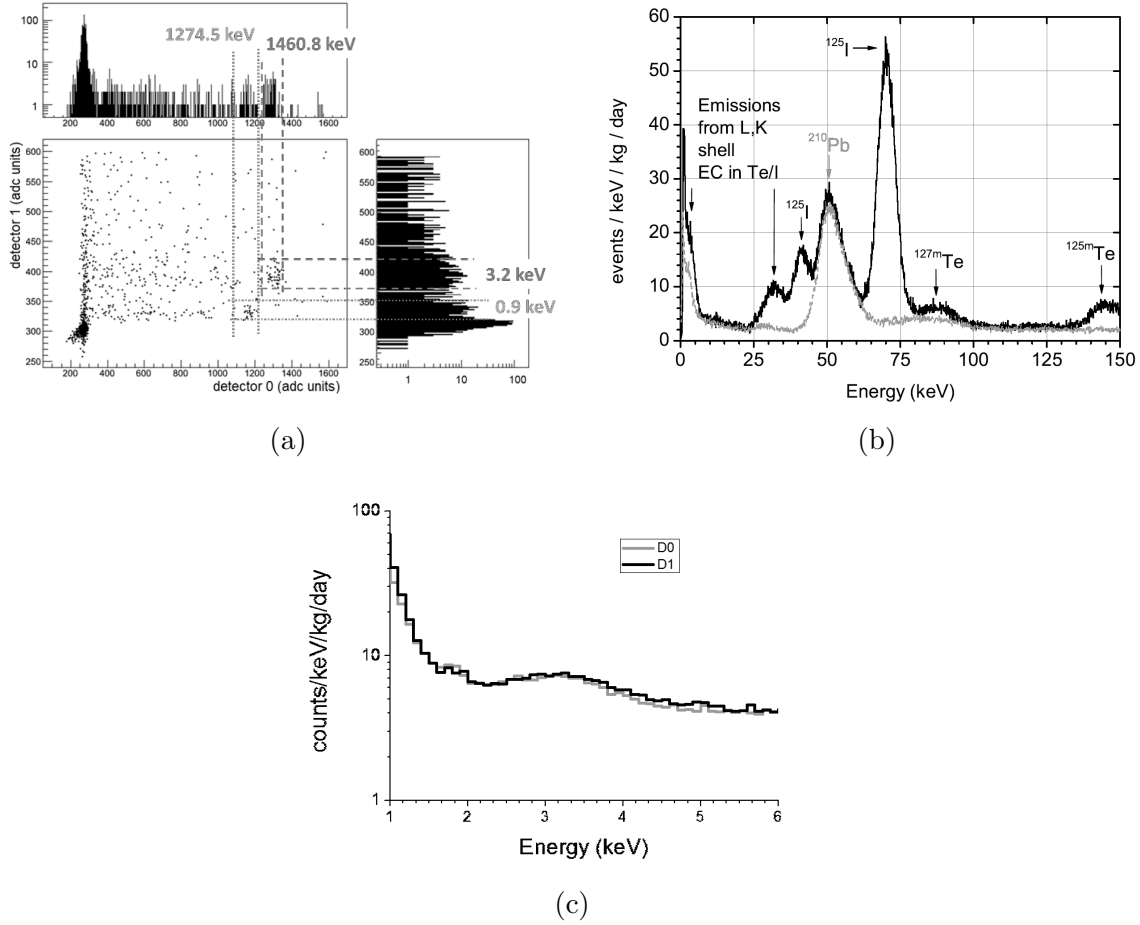 100
10
1
200 400 600 800 1000 1200 1400 1600
1274.5 keV
1460.8 keV
detector 1 (adc units)
600
550
500
450
400
350
300
250
200 400 600 800 1000 1200 1400 1600
detector 0 (adc units)
3.2 keV
0.9 keV
600
550
500
450
400
350
300
250
1 10 100
(a)
events / keV / kg / day
60
50
40
30
20
10
0
0 25 50 75 100 125 150
Energy (keV)
Emissions
from L,K
shell
EC in Te/I
¹²⁵I
²¹⁰Pb
¹²⁵I
¹²⁷ᵐTe
¹²⁵ᵐTe
(b)
counts/keV/kg/day
100
10
1
1 2 3 4 5 6
Energy (keV)
D0
D1
(c)